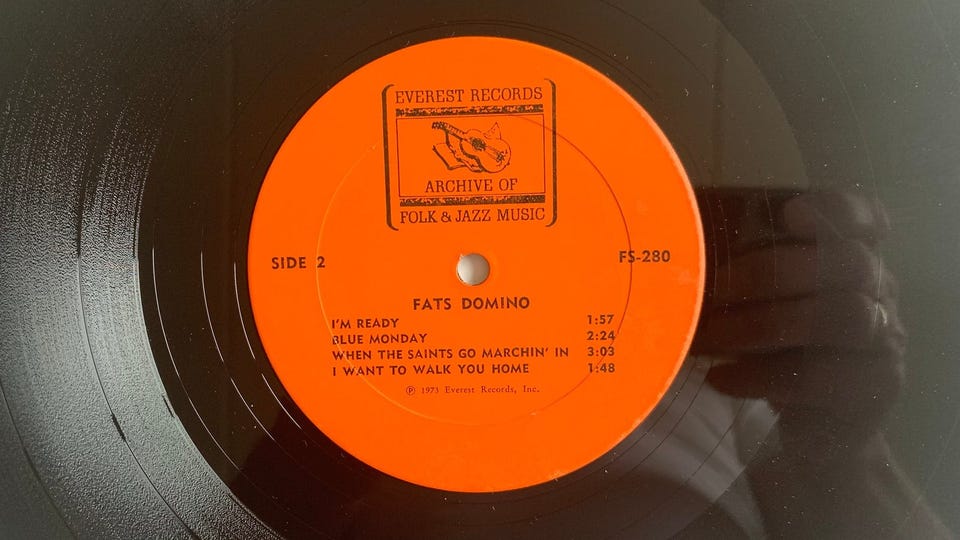 EVEREST RECORDS
ARCHIVE OF
FOLK & JAZZ MUSIC
SIDE 2
FS-280
FATS DOMINO
I'M READY 1:57
BLUE MONDAY 2:24
WHEN THE SAINTS GO MARCHIN' IN 3:03
I WANT TO WALK YOU HOME 1:48
℗ 1973 Everest Records, Inc.